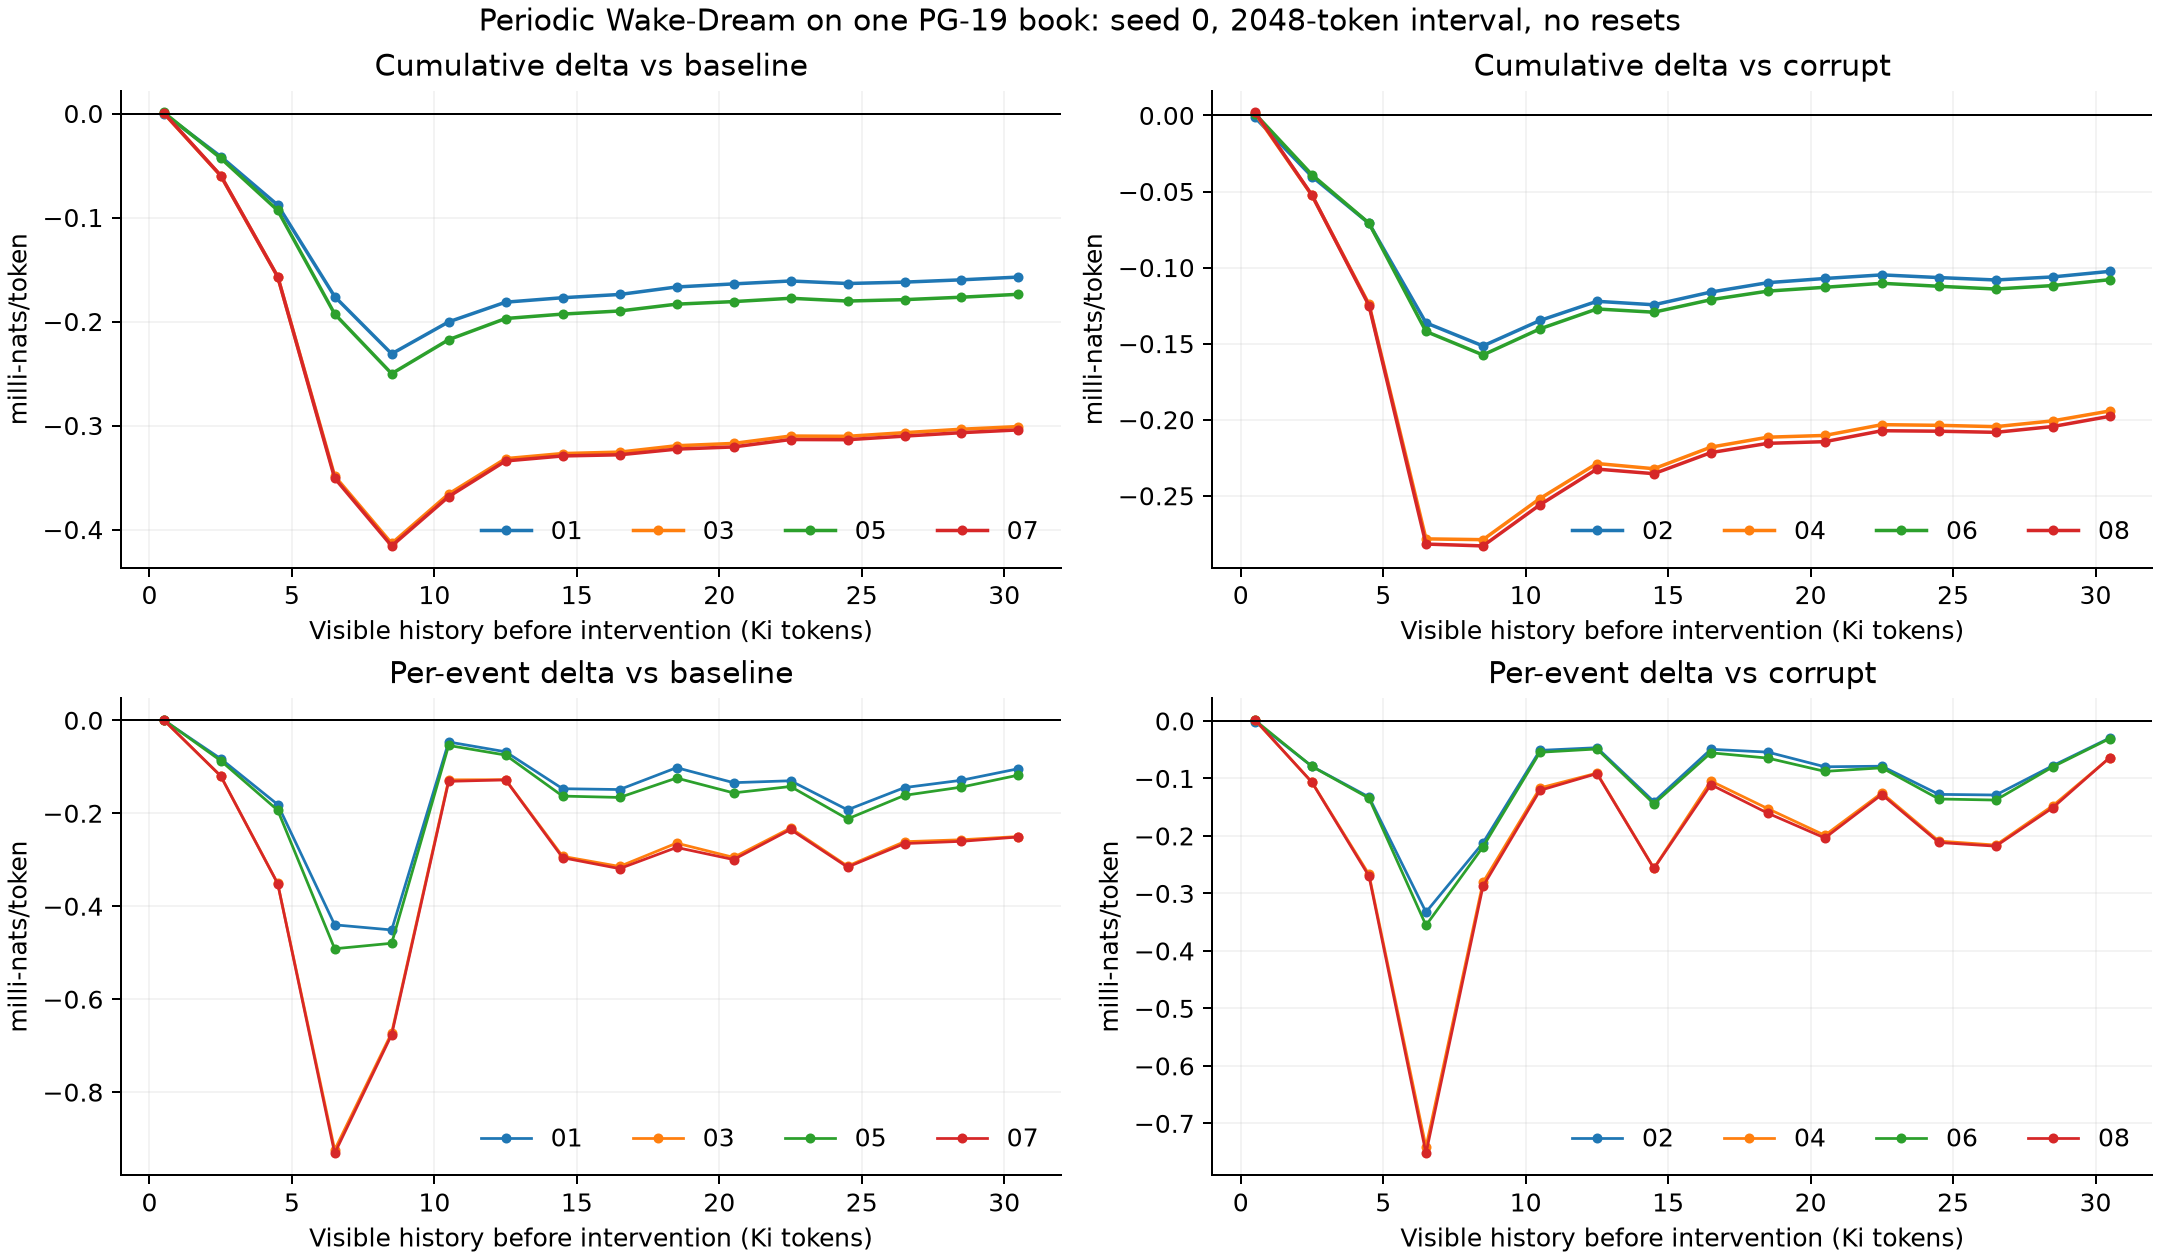 Periodic Wake-Dream on one PG-19 book: seed 0, 2048-token interval, no resets
Cumulative delta vs baseline
milli-nats/token
0.0
−0.1
−0.2
−0.3
−0.4
01 03 05 07
0 5 10 15 20 25 30
Visible history before intervention (Ki tokens)
Cumulative delta vs corrupt
milli-nats/token
0.00
−0.05
−0.10
−0.15
−0.20
−0.25
02 04 06 08
0 5 10 15 20 25 30
Visible history before intervention (Ki tokens)
Per-event delta vs baseline
milli-nats/token
0.0
−0.2
−0.4
−0.6
−0.8
01 03 05 07
0 5 10 15 20 25 30
Visible history before intervention (Ki tokens)
Per-event delta vs corrupt
milli-nats/token
0.0
−0.1
−0.2
−0.3
−0.4
−0.5
−0.6
−0.7
02 04 06 08
0 5 10 15 20 25 30
Visible history before intervention (Ki tokens)